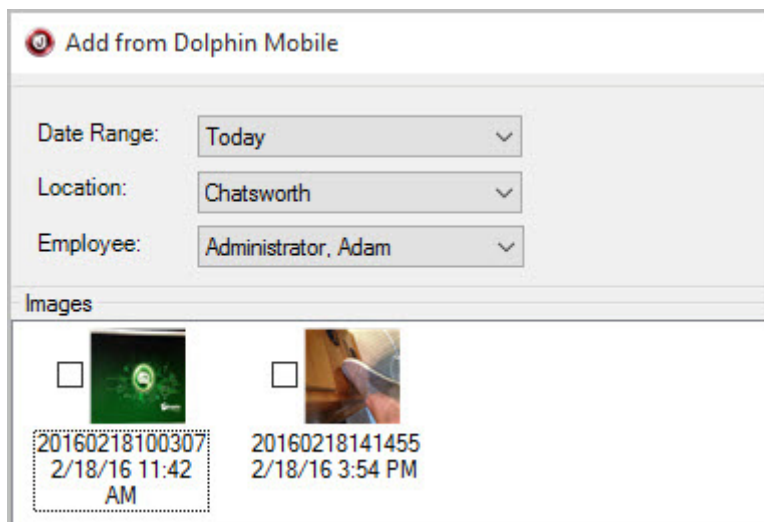 Add from Dolphin Mobile
Date Range: Today
Location: Chatsworth
Employee: Administrator, Adam
Images
20160218100307 20160218141455
2/18/16 11:42 2/18/16 3:54 PM
AM